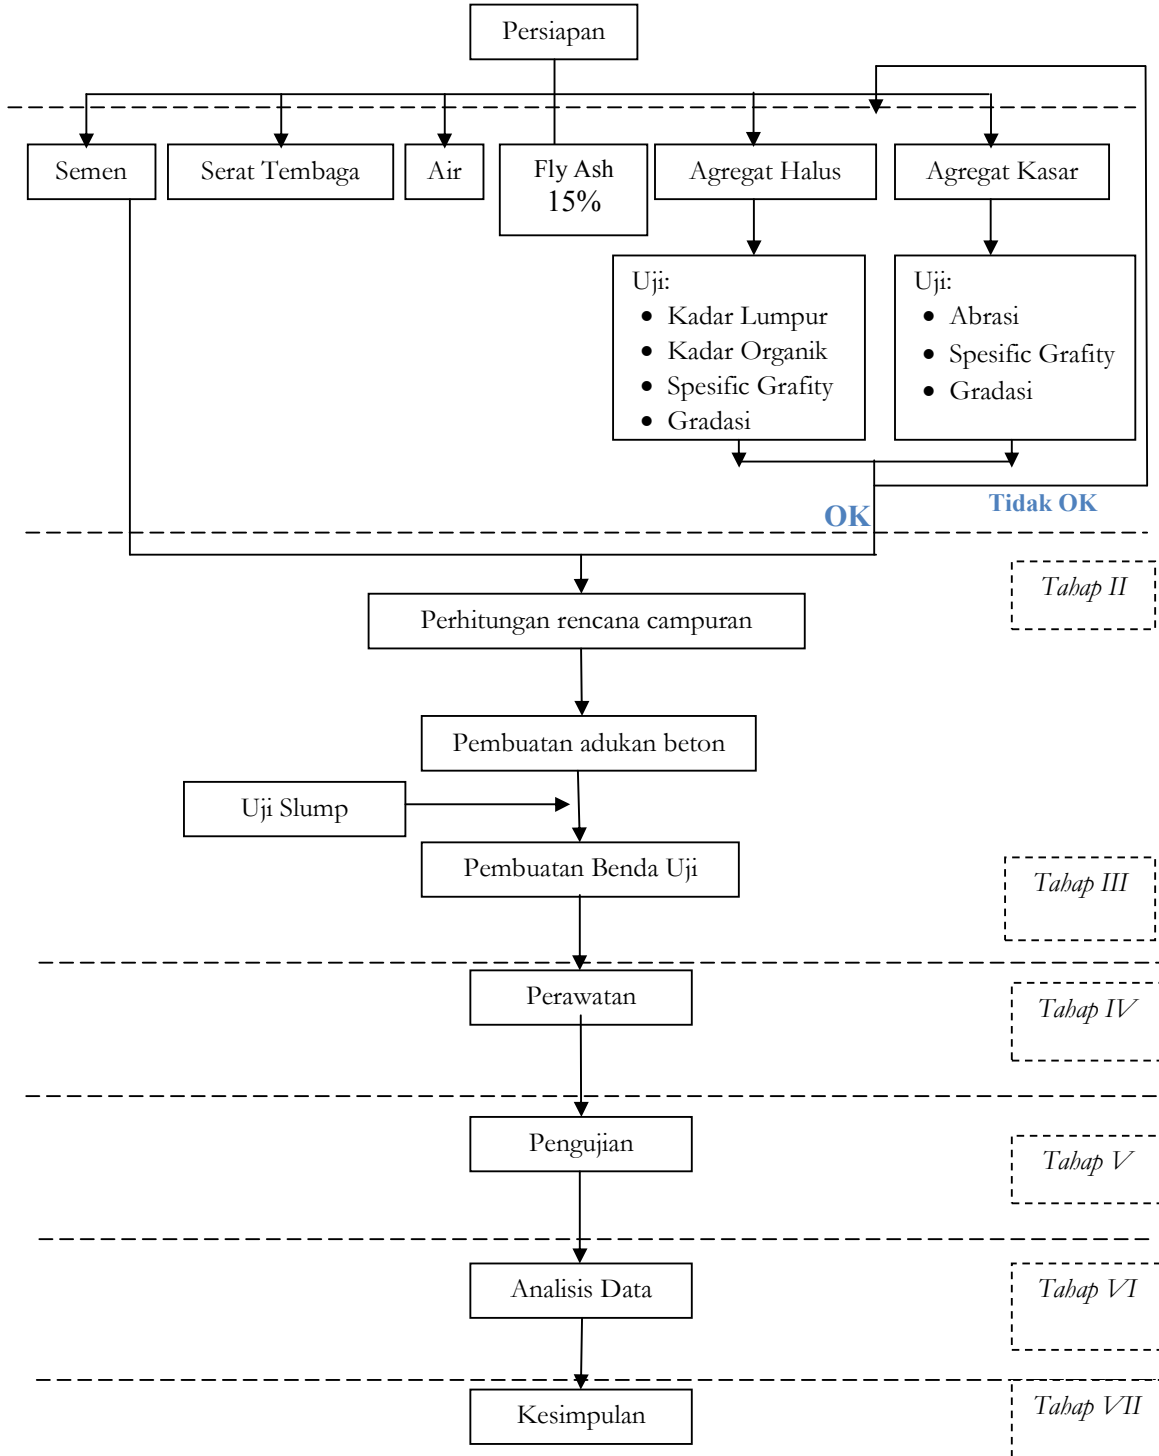 Persiapan
Semen
Serat Tembaga
Air
Fly Ash
15%
Agregat Halus
Agregat Kasar
Uji:
• Kadar Lumpur
• Kadar Organik
• Spesific Grafity
• Gradasi
Uji:
• Abrasi
• Spesific Grafity
• Gradasi
OK
Tidak OK
Tahap II
Perhitungan rencana campuran
Pembuatan adukan beton
Uji Slump
Pembuatan Benda Uji
Tahap III
Perawatan
Tahap IV
Pengujian
Tahap V
Analisis Data
Tahap VI
Kesimpulan
Tahap VII